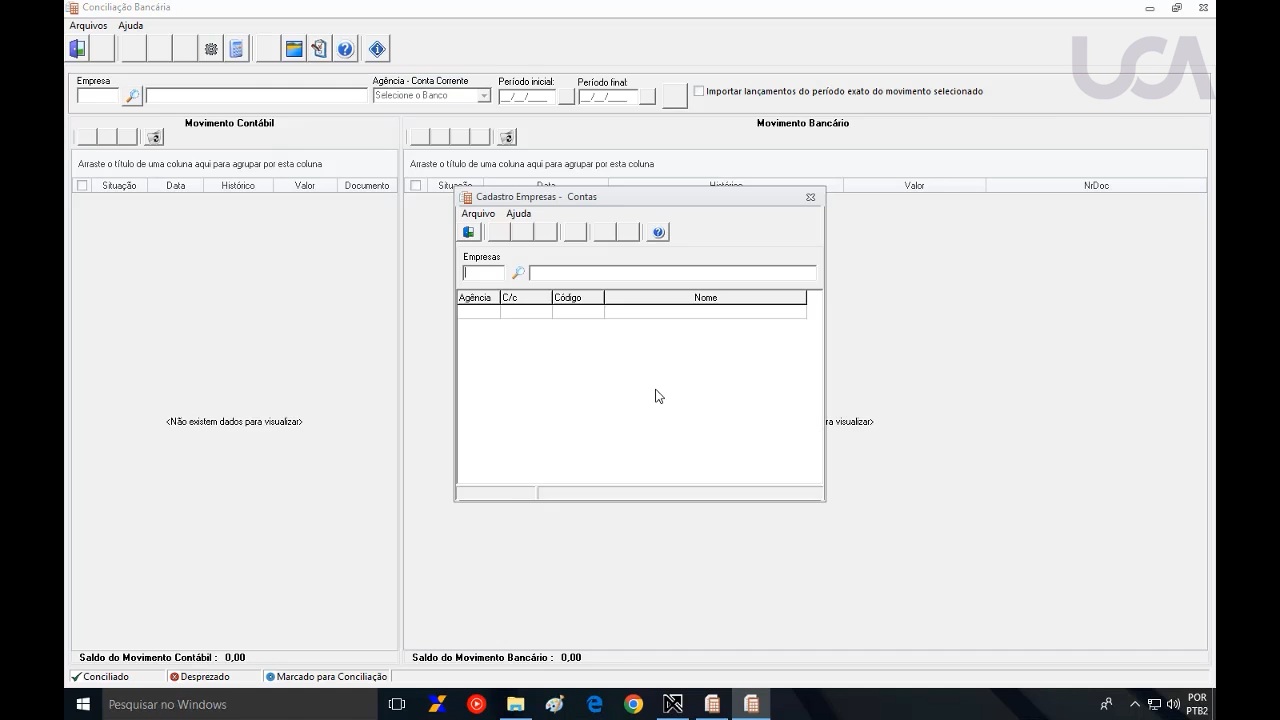 Conciliação Bancária
Arquivos Ajuda
UCA
Empresa
Agência - Conta Corrente
Selecione o Banco
Período inicial:
__/__/____
Período final:
__/__/____
Importar lançamentos do período exato do movimento selecionado
Movimento Contábil
Movimento Bancário
Arraste o título de uma coluna aqui para agrupar por esta coluna
Arraste o título de uma coluna aqui para agrupar por esta coluna
Situação Data Histórico Valor Documento
Situação Data Histórico Valor NrDoc
Cadastro Empresas - Contas
Arquivo Ajuda
Empresas
Agência C/c Código Nome
<Não existem dados para visualizar>
ra visualizar>
Saldo do Movimento Contábil : 0,00
Saldo do Movimento Bancário : 0,00
Conciliado Desprezado Marcado para Conciliação
Pesquisar no Windows
POR
PTB2